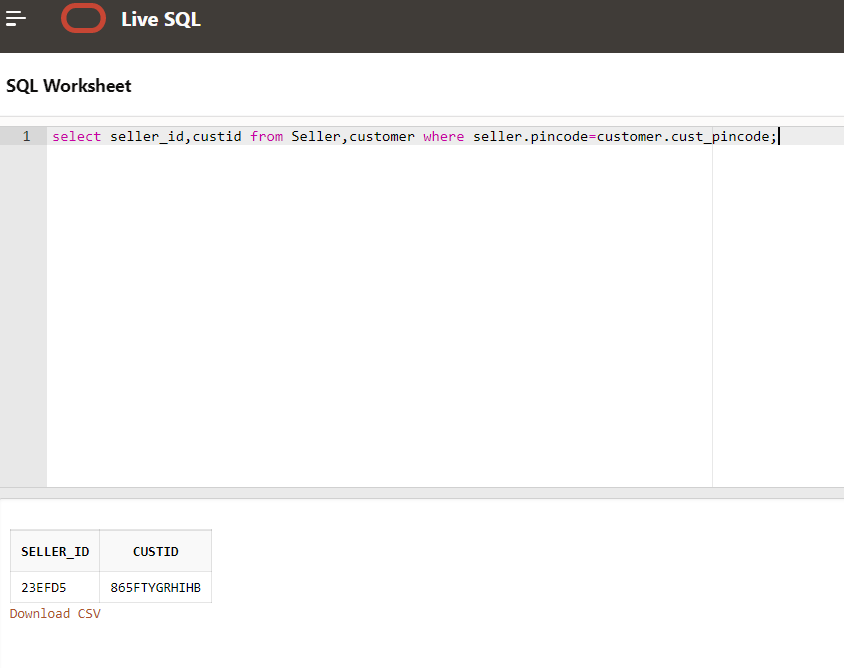 Live SQL
SQL Worksheet
1 select seller_id,custid from Seller,customer where seller.pincode=customer.cust_pincode;
SELLER_ID CUSTID
23EFD5 865FTYGRHIHB
Download CSV